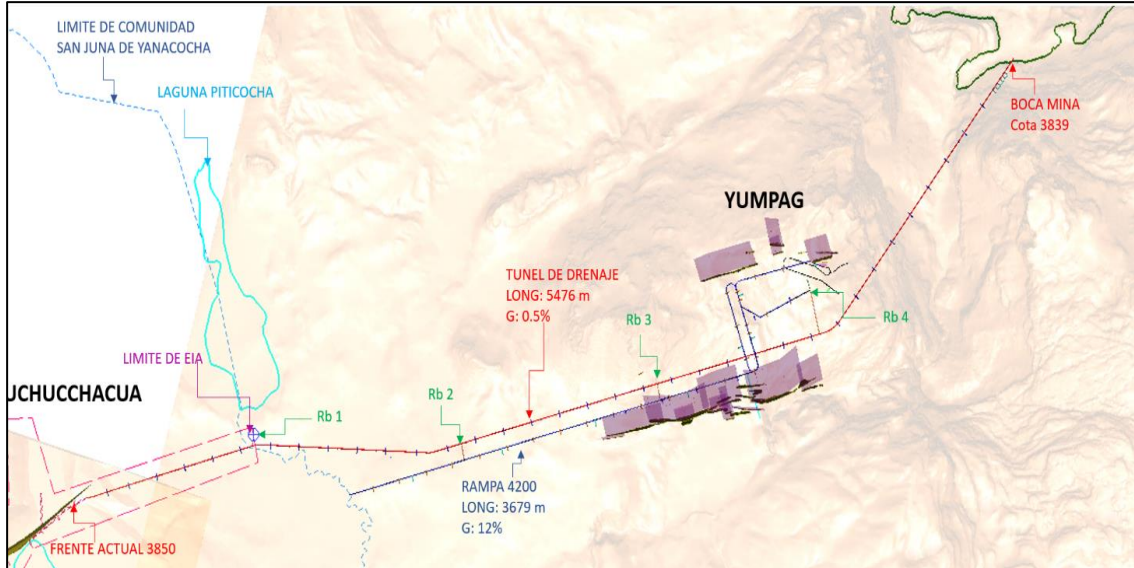 LIMITE DE COMUNIDAD
SAN JUNA DE YANACOCHA
LAGUNA PITICOCHA
BOCA MINA
Cota 3839
YUMPAG
TUNEL DE DRENAJE
LONG: 5476 m
G: 0.5%
Rb 3
Rb 4
LIMITE DE EIA
UCHUCCHACUA
Rb 1
Rb 2
RAMPA 4200
LONG: 3679 m
G: 12%
FRENTE ACTUAL 3850